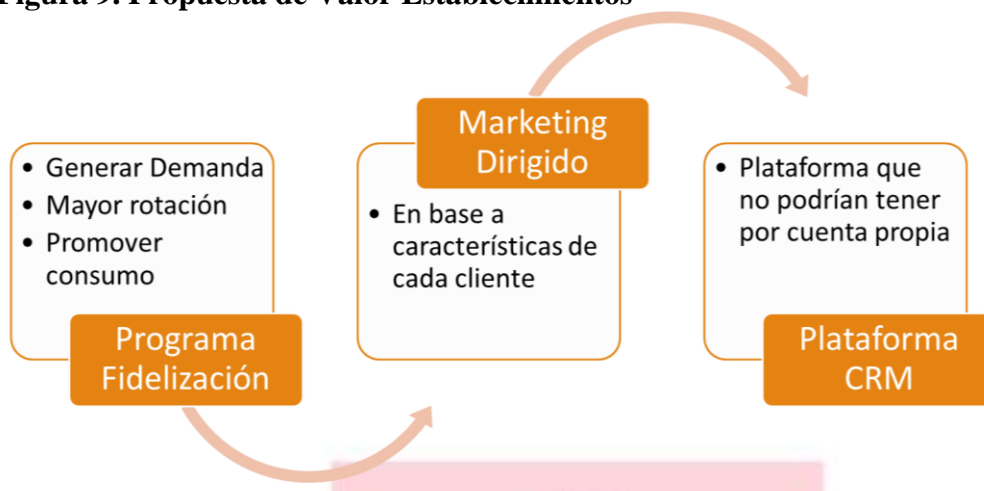 Figura 9. Propuesta de Valor Establecimientos
• Generar Demanda
• Mayor rotación
• Promover
consumo
Programa
Fidelización
Marketing
Dirigido
• En base a
características de
cada cliente
• Plataforma que
no podrían tener
por cuenta propia
Plataforma
CRM